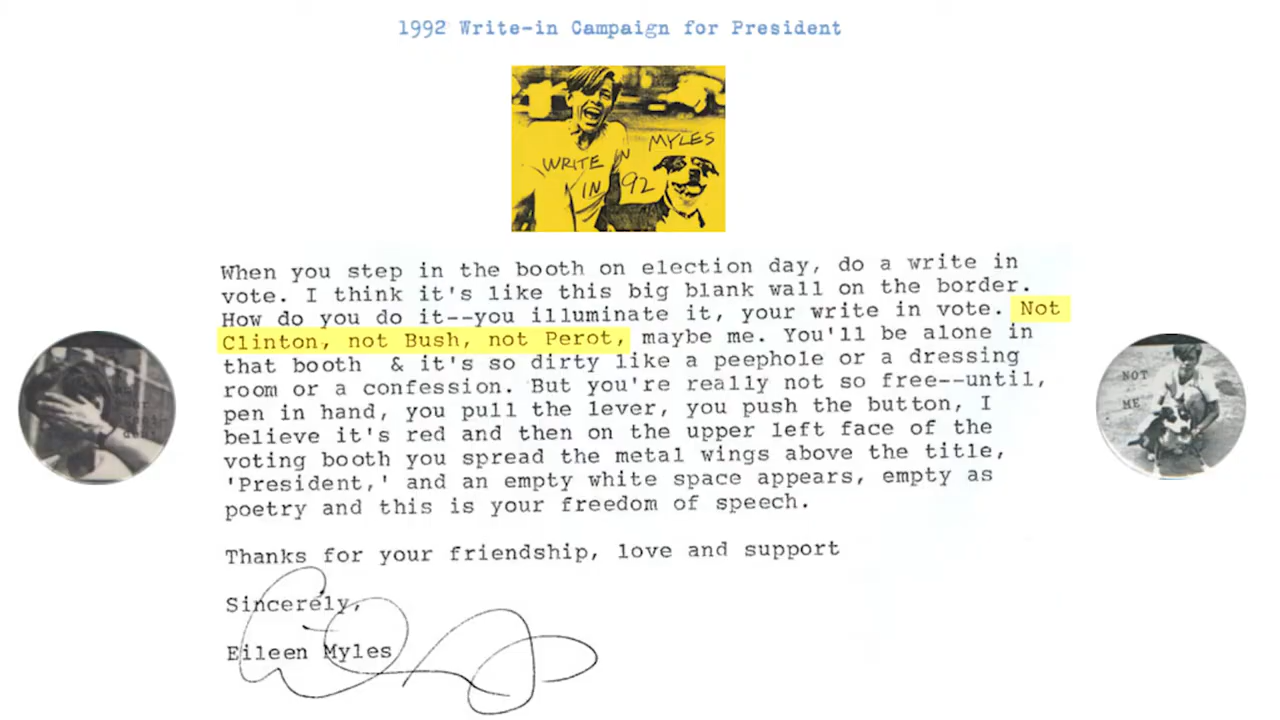 1992 Write-in Campaign for President
WRITE IN
IN '92
MYLES
When you step in the booth on election day, do a write in
vote. I think it's like this big blank wall on the border.
How do you do it--you illuminate it, your write in vote. Not
Clinton, not Bush, not Perot, maybe me. You'll be alone in
that booth & it's so dirty like a peephole or a dressing
room or a confession. But you're really not so free--until,
pen in hand, you pull the lever, you push the button, I
believe it's red and then on the upper left face of the
voting booth you spread the metal wings above the title,
'President,' and an empty white space appears, empty as
poetry and this is your freedom of speech.
NOT
ME
Thanks for your friendship, love and support
Sincerely,
Eileen Myles